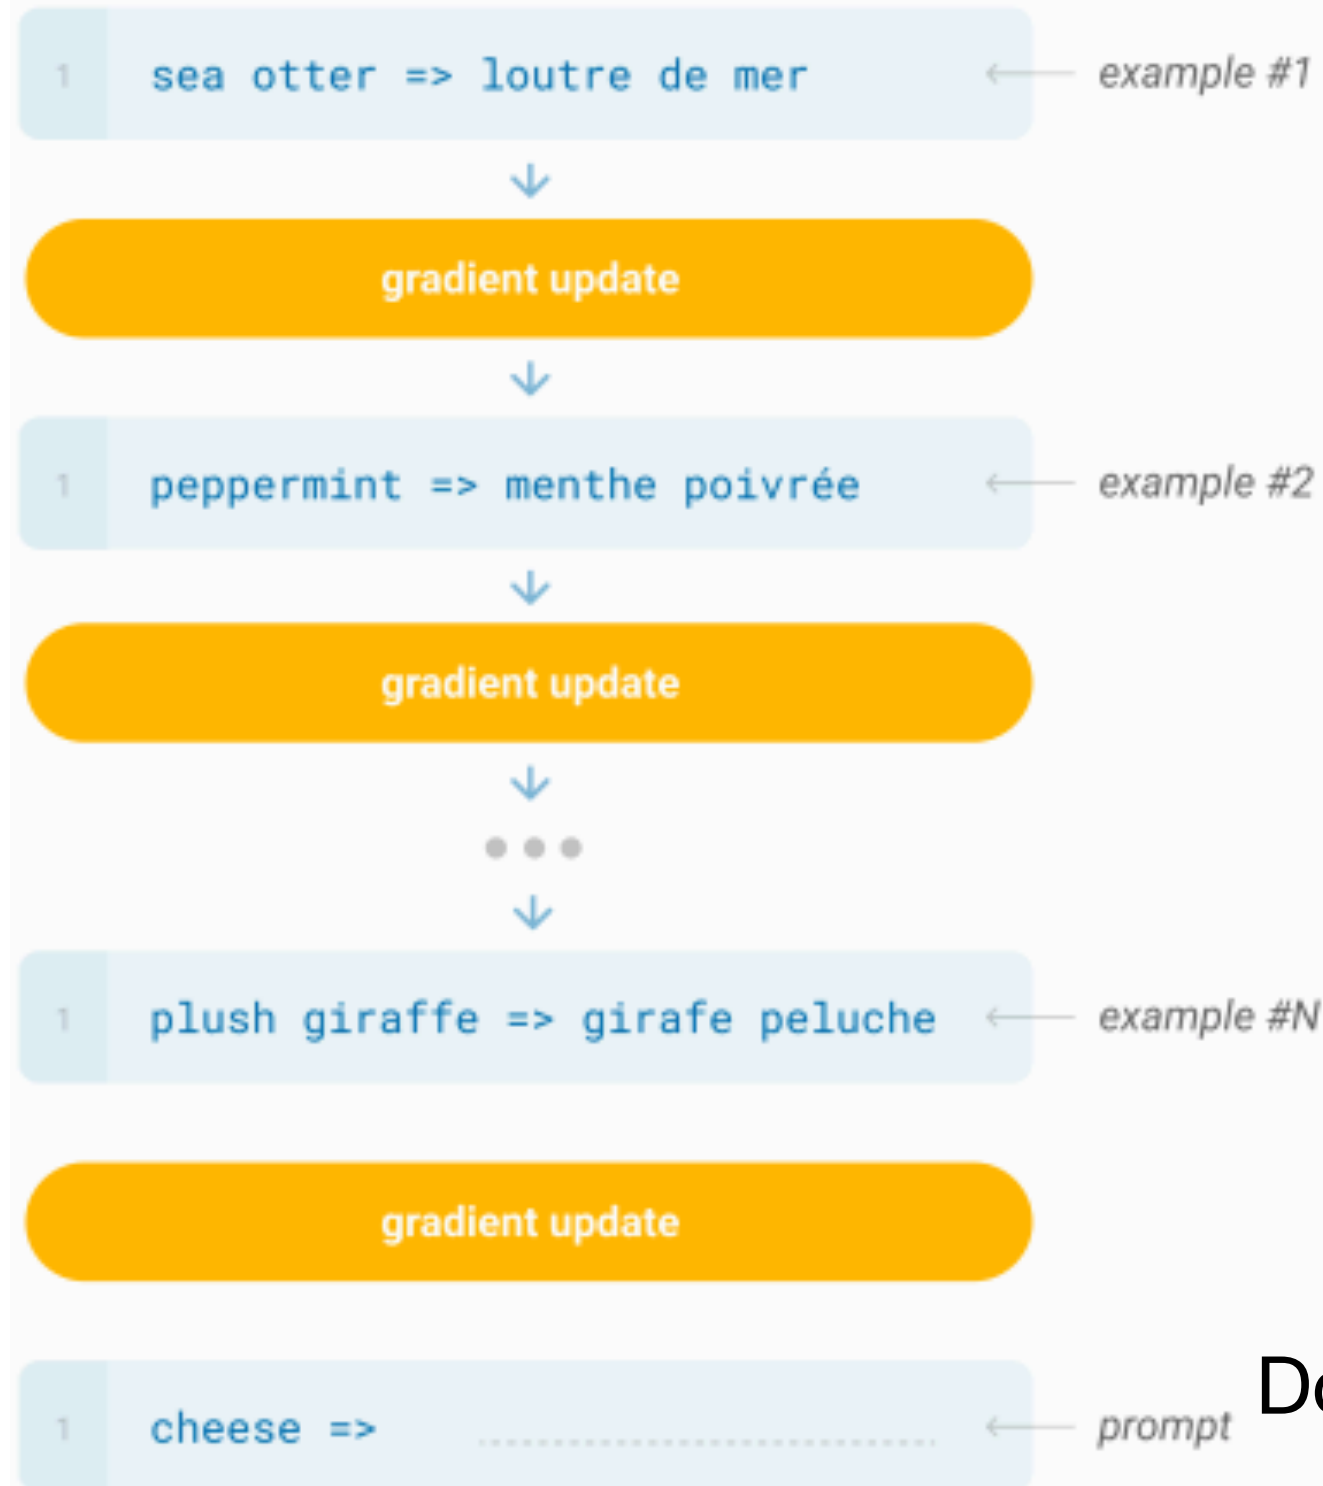 1 sea otter => loutre de mer example #1
gradient update
1 peppermint => menthe poivrée example #2
gradient update
1 plush giraffe => girafe peluche example #N
gradient update
1 cheese => prompt